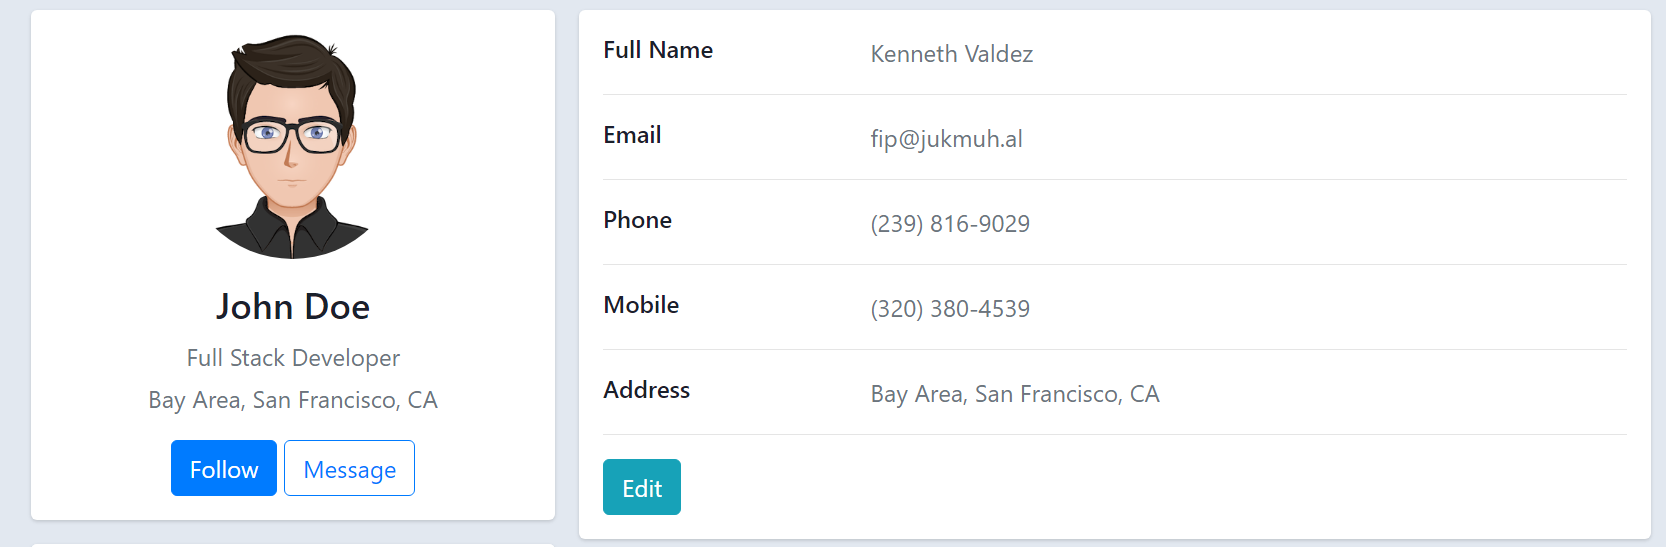 John Doe
Full Stack Developer
Bay Area, San Francisco, CA
Follow Message
Full Name Kenneth Valdez
Email fip@jukmuh.al
Phone (239) 816-9029
Mobile (320) 380-4539
Address Bay Area, San Francisco, CA
Edit